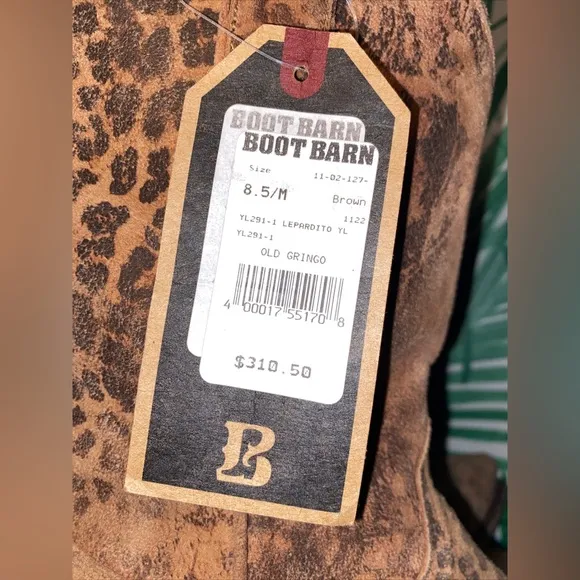 BOOT BARN
BOOT BARN
Size 11-02-127-
8.5/M Brown
1122
YL291-1 LEPARDITO YL
YL291-1
OLD GRINGO
4 00017 55170 8
$310.50
B